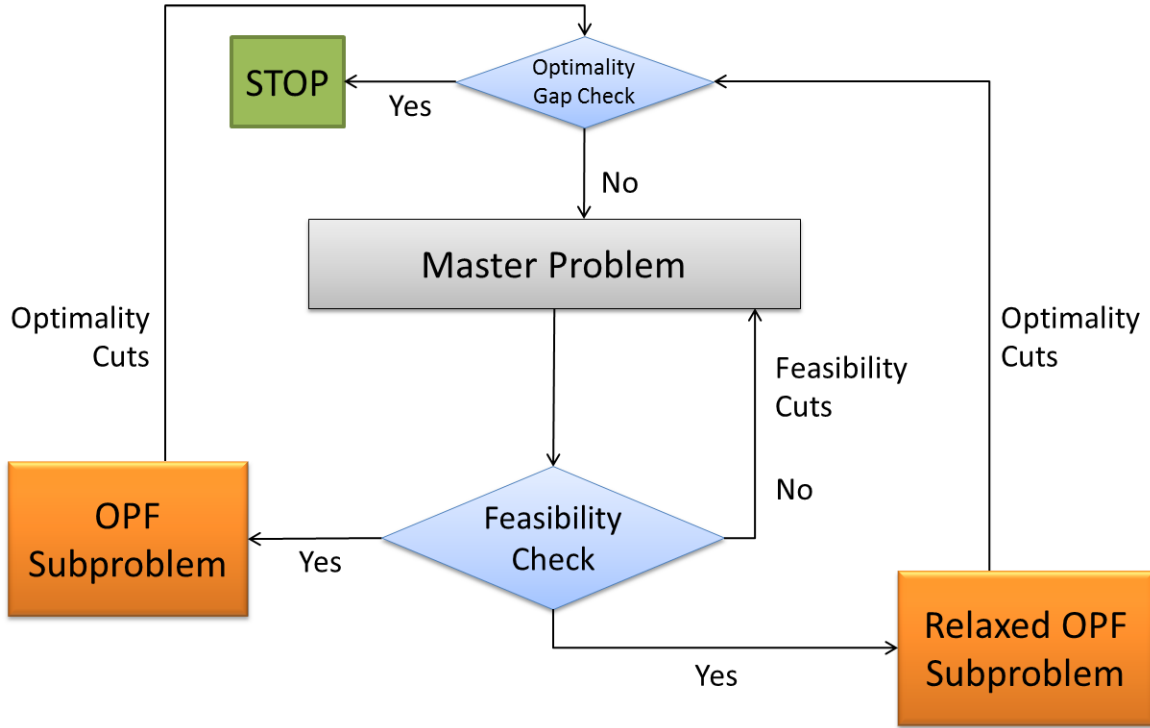 STOP
Yes
Optimality
Gap Check
No
Master Problem
Optimality
Cuts
Feasibility
Cuts
Optimality
Cuts
OPF
Subproblem
Yes
Feasibility
Check
No
Yes
Relaxed OPF
Subproblem